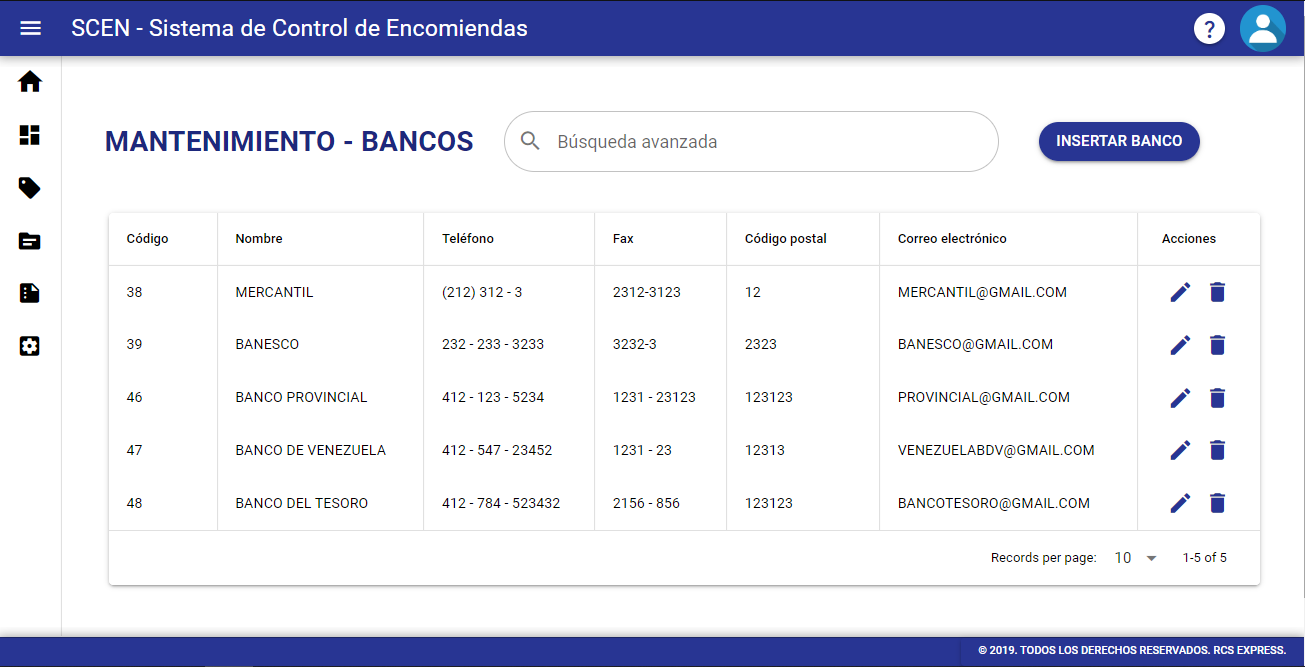 SCEN - Sistema de Control de Encomiendas ?
MANTENIMIENTO - BANCOS Búsqueda avanzada INSERTAR BANCO
Código Nombre Teléfono Fax Código postal Correo electrónico Acciones
38 MERCANTIL (212) 312 - 3 2312-3123 12 MERCANTIL@GMAIL.COM
39 BANESCO 232 - 233 - 3233 3232-3 2323 BANESCO@GMAIL.COM
46 BANCO PROVINCIAL 412 - 123 - 5234 1231 - 23123 123123 PROVINCIAL@GMAIL.COM
47 BANCO DE VENEZUELA 412 - 547 - 23452 1231 - 23 12313 VENEZUELABDV@GMAIL.COM
48 BANCO DEL TESORO 412 - 784 - 523432 2156 - 856 123123 BANCOTESORO@GMAIL.COM
Records per page: 10 1-5 of 5
© 2019. TODOS LOS DERECHOS RESERVADOS. RCS EXPRESS.